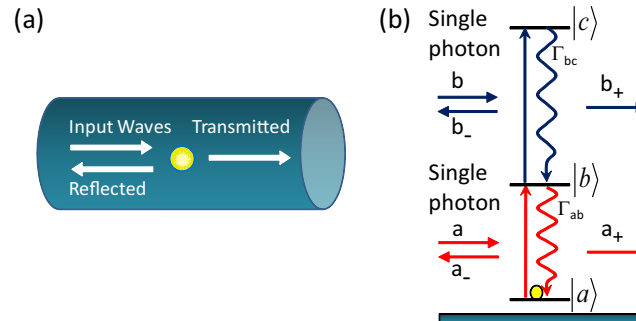 (a)
Input Waves
Transmitted
Reflected
(b)
Single
photon
|c⟩
Γbc
b
b₊
b₋
|b⟩
Single
photon
Γab
a
a₊
a₋
|a⟩